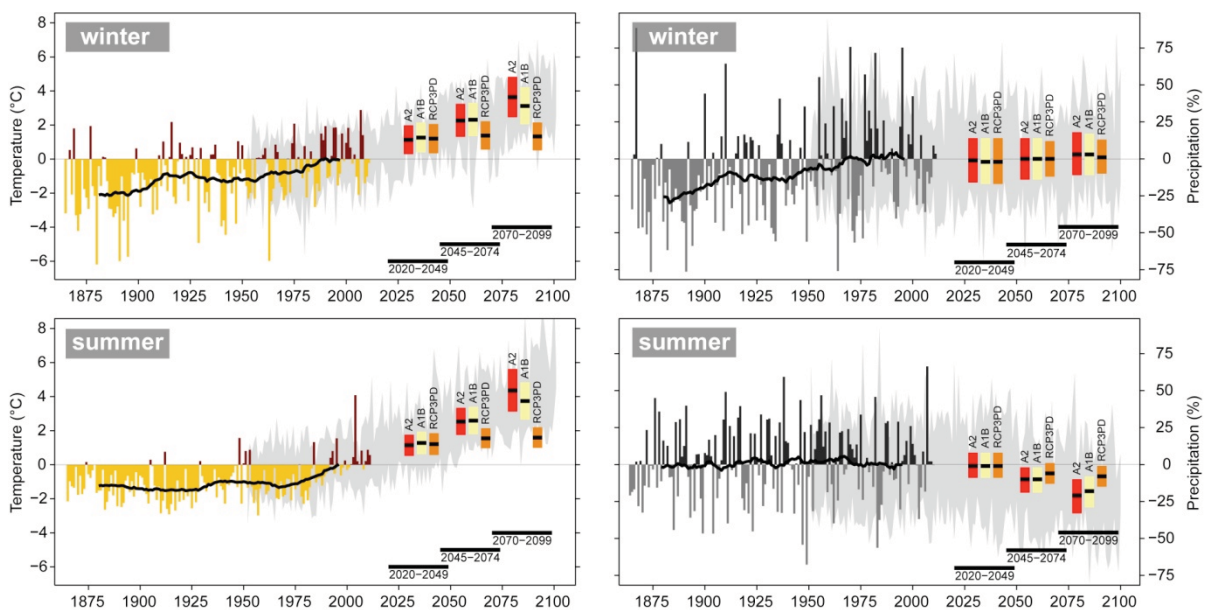 winter
Temperature (°C)
8
6
4
2
0
−2
−4
−6
A2
A1B
RCP3PD
A2
A1B
RCP3PD
A2
A1B
RCP3PD
2070−2099
2045−2074
2020−2049
1875 1900 1925 1950 1975 2000 2025 2050 2075 2100
winter
Precipitation (%)
75
50
25
0
−25
−50
−75
A2
A1B
RCP3PD
A2
A1B
RCP3PD
A2
A1B
RCP3PD
2070−2099
2045−2074
2020−2049
1875 1900 1925 1950 1975 2000 2025 2050 2075 2100
summer
Temperature (°C)
8
6
4
2
0
−2
−4
−6
A2
A1B
RCP3PD
A2
A1B
RCP3PD
A2
A1B
RCP3PD
2070−2099
2045−2074
2020−2049
1875 1900 1925 1950 1975 2000 2025 2050 2075 2100
summer
Precipitation (%)
75
50
25
0
−25
−50
−75
A2
A1B
RCP3PD
A2
A1B
RCP3PD
A2
A1B
RCP3PD
2070−2099
2045−2074
2020−2049
1875 1900 1925 1950 1975 2000 2025 2050 2075 2100